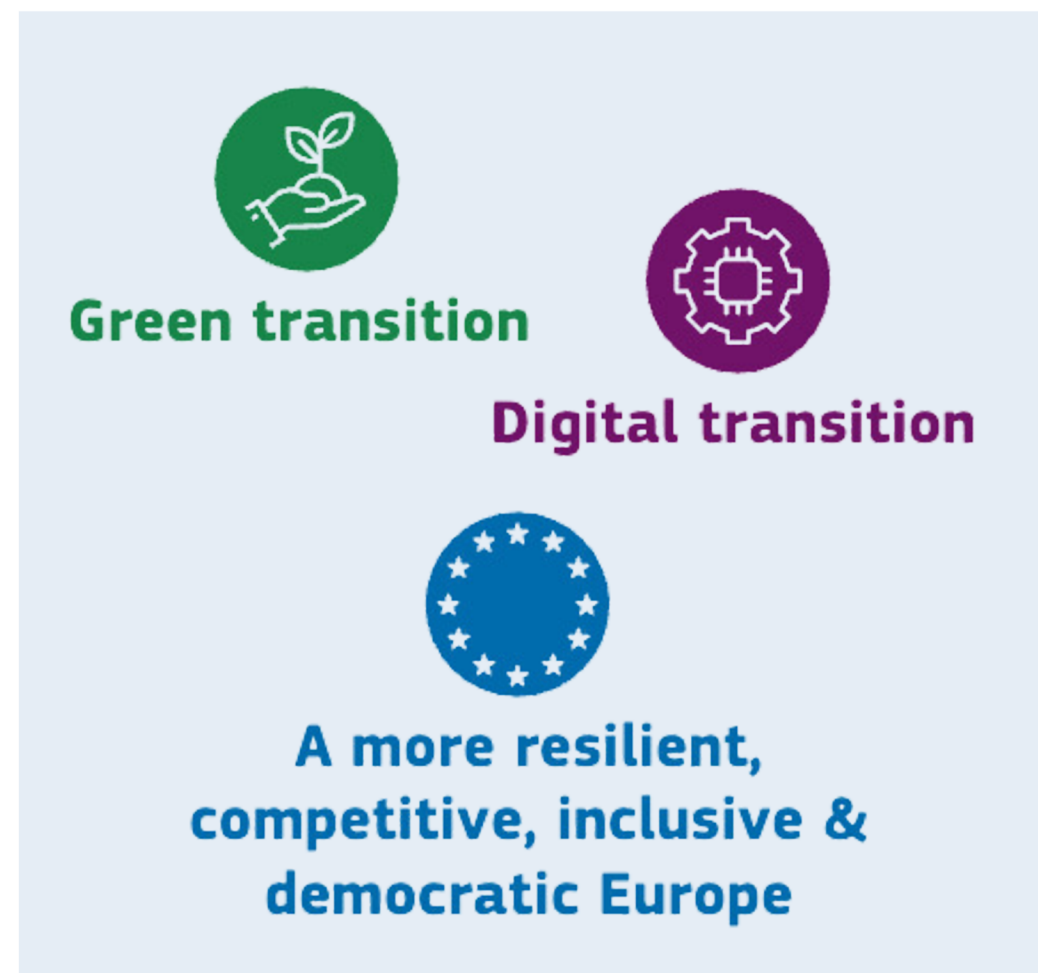 Green transition
Digital transition
A more resilient,
competitive, inclusive &
democratic Europe